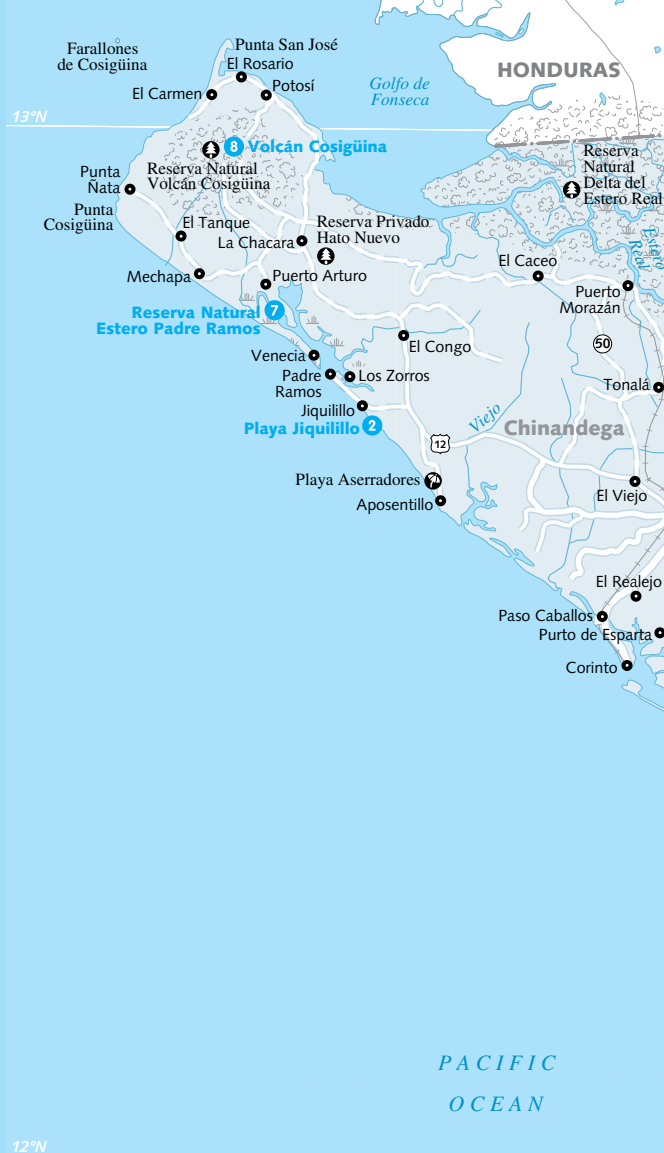 Farallones
de Cosigüina
Punta San José
El Rosario
Potosí
El Carmen
Golfo de
Fonseca
HONDURAS
13ºN
8 Volcán Cosigüina
Reserva Natural
Volcán Cosigüina
Reserva
Natural
Delta del
Estero Real
Punta
Ñata
Punta
Cosigüina
El Tanque
La Chacara
Reserva Privado
Hato Nuevo
Estero
Real
El Caceo
Mechapa
Puerto Arturo
Puerto
Morazán
Reserva Natural 7
Estero Padre Ramos
50
El Congo
Venecia
Padre
Ramos
Los Zorros
Tonalá
Jiquilillo
Playa Jiquilillo 2
Viejo
Chinandega
12
Playa Aserradores
Aposentillo
El Viejo
El Realejo
Paso Caballos
Purto de Esparta
Corinto
PACIFIC
OCEAN
12ºN